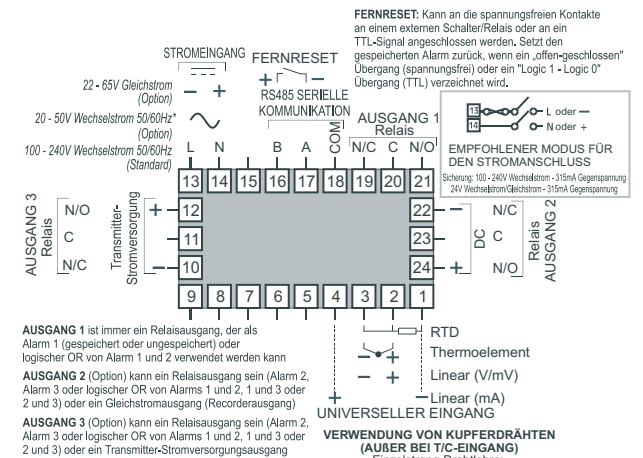 FERNRESET: Kann an die spannungsfreien Kontakte
an einem externen Schalter/Relais oder an ein
TTL-Signal angeschlossen werden. Setzt den
gespeicherten Alarm zurück, wenn ein „offen-geschlossen"
Übergang (spannungsfrei) oder ein "Logic 1 - Logic 0"
Übergang (TTL) verzeichnet wird.
STROMEINGANG
FERNRESET
22 - 65V Gleichstrom
(Option)
− +
+ −
RS485 SERIELLE
KOMMUNIKATION
20 - 50V Wechselstrom 50/60Hz*
(Option)
100 - 240V Wechselstrom 50/60Hz
(Standard)
L N
B A COM
AUSGANG 1
Relais
N/C C N/O
13 L oder −
14 N oder +
EMPFOHLENER MODUS FÜR
DEN STROMANSCHLUSS
Sicherung: 100 - 240V Wechselstrom - 315mA Gegenspannung
24V Wechselstrom/Gleichstrom - 315mA Gegenspannung
13 14 15 16 17 18 19 20 21
AUSGANG 3
Relais
N/O
C
N/C
Transmitter-
Stromversorgung
+
−
12
11
10
22
23
24
−
+
DC
N/C
C
N/O
Relais
AUSGANG 2
9 8 7 6 5 4 3 2 1
RTD
− + Thermoelement
− + Linear (V/mV)
+ − Linear (mA)
UNIVERSELLER EINGANG
AUSGANG 1 ist immer ein Relaisausgang, der als
Alarm 1 (gespeichert oder ungespeichert) oder
logischer OR von Alarm 1 und 2 verwendet werden kann
AUSGANG 2 (Option) kann ein Relaisausgang sein (Alarm 2,
Alarm 3 oder logischer OR von Alarms 1 und 2, 1 und 3 oder
2 und 3) oder ein Gleichstromausgang (Recorderausgang)
AUSGANG 3 (Option) kann ein Relaisausgang sein (Alarm 2,
Alarm 3 oder logischer OR von Alarms 1 und 2, 1 und 3 oder
2 und 3) oder ein Transmitter-Stromversorgungsausgang
VERWENDUNG VON KUPFERDRÄHTEN
(AUßER BEI T/C-EINGANG)